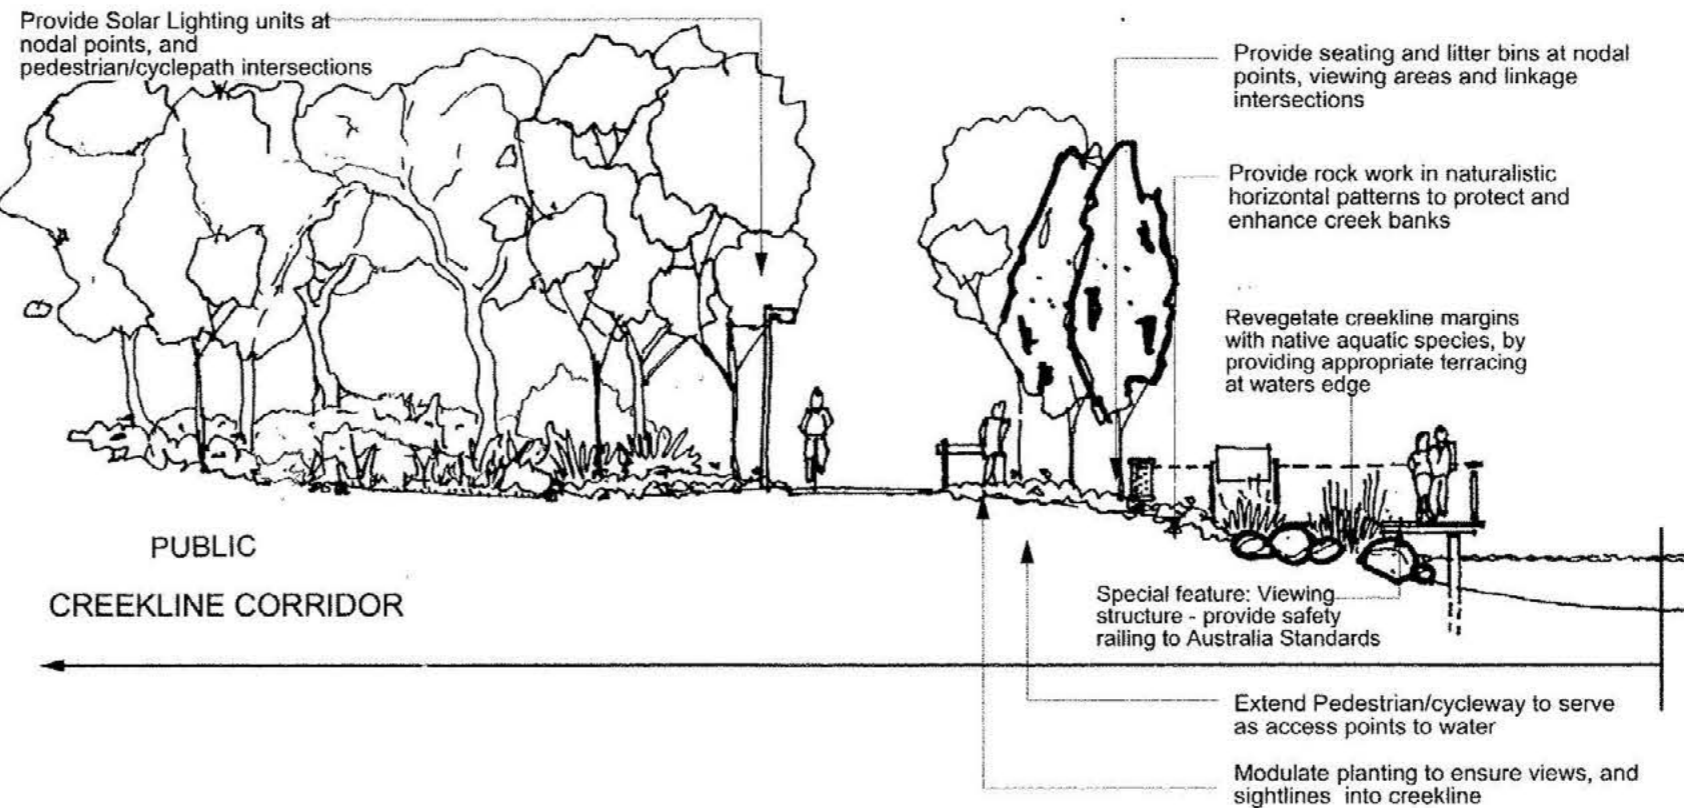 Provide Solar Lighting units at
nodal points, and
pedestrian/cyclepath intersections
Provide seating and litter bins at nodal
points, viewing areas and linkage
intersections
Provide rock work in naturalistic
horizontal patterns to protect and
enhance creek banks
Revegetate creekline margins
with native aquatic species, by
providing appropriate terracing
at waters edge
PUBLIC
CREEKLINE CORRIDOR
Special feature: Viewing
structure - provide safety
railing to Australia Standards
Extend Pedestrian/cycleway to serve
as access points to water
Modulate planting to ensure views, and
sightlines into creekline